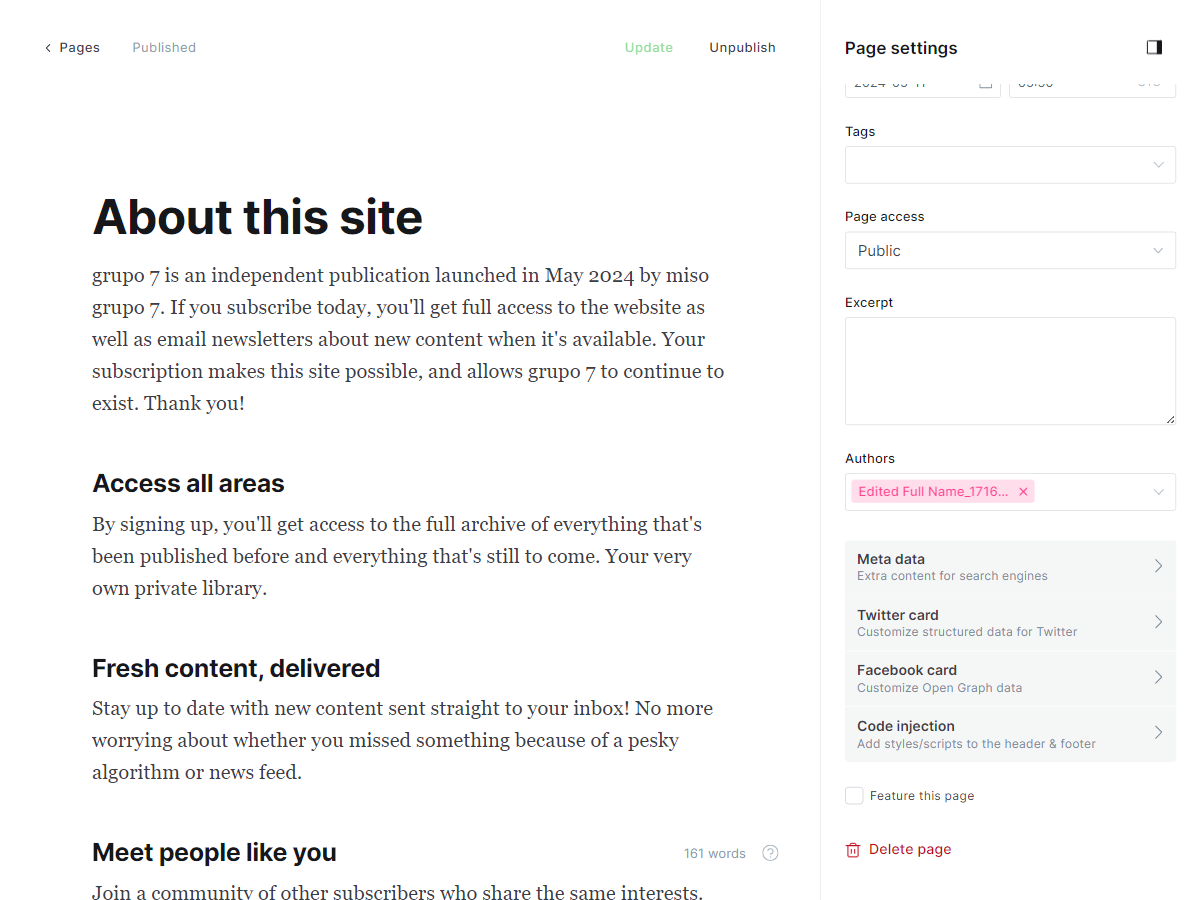 Pages
Published
Update
Unpublish
About this site
grupo 7 is an independent publication launched in May 2024 by miso
grupo 7. If you subscribe today, you'll get full access to the website as
well as email newsletters about new content when it's available. Your
subscription makes this site possible, and allows grupo 7 to continue to
exist. Thank you!
Access all areas
By signing up, you'll get access to the full archive of everything that's
been published before and everything that's still to come. Your very
own private library.
Fresh content, delivered
Stay up to date with new content sent straight to your inbox! No more
worrying about whether you missed something because of a pesky
algorithm or news feed.
Meet people like you
Join a community of other subscribers who share the same interests.
161 words
Page settings
Tags
Page access
Public
Excerpt
Authors
Edited Full Name_1716...
Meta data
Extra content for search engines
Twitter card
Customize structured data for Twitter
Facebook card
Customize Open Graph data
Code injection
Add styles/scripts to the header & footer
Feature this page
Delete page